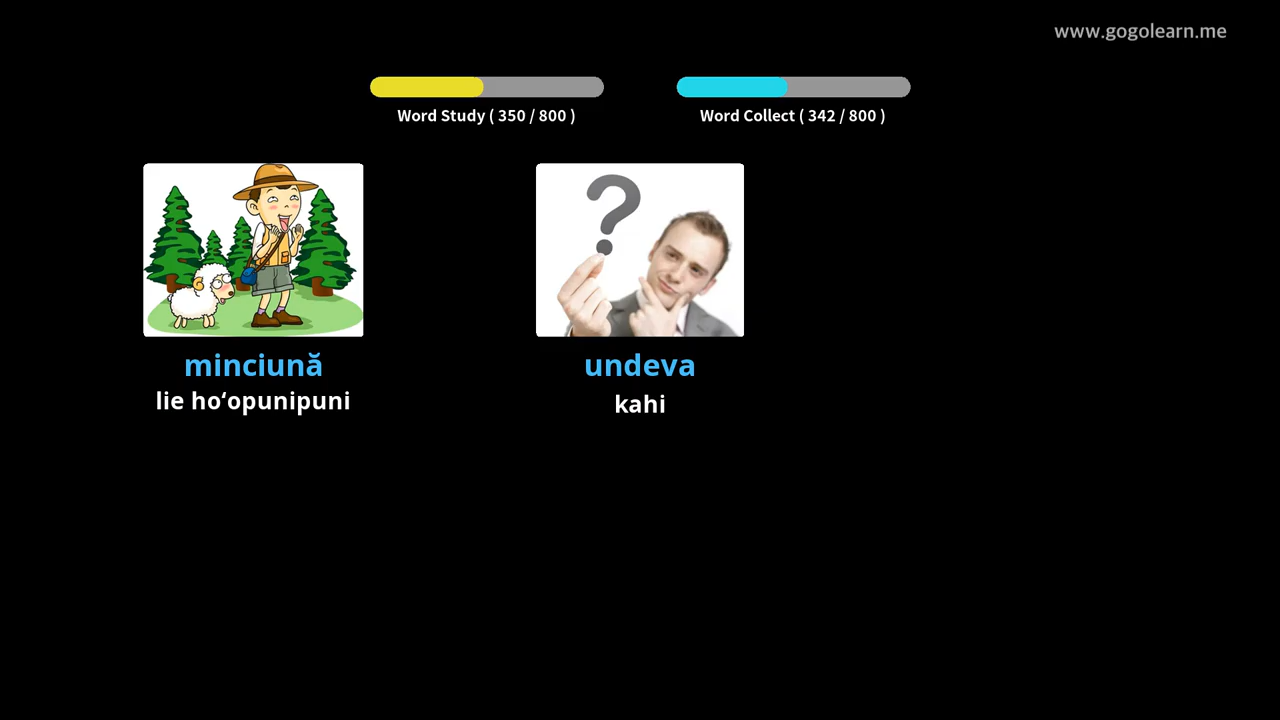 www.gogolearn.me
Word Study ( 350 / 800 )
Word Collect ( 342 / 800 )
minciună
lie hoʻopunipuni
undeva
kahi